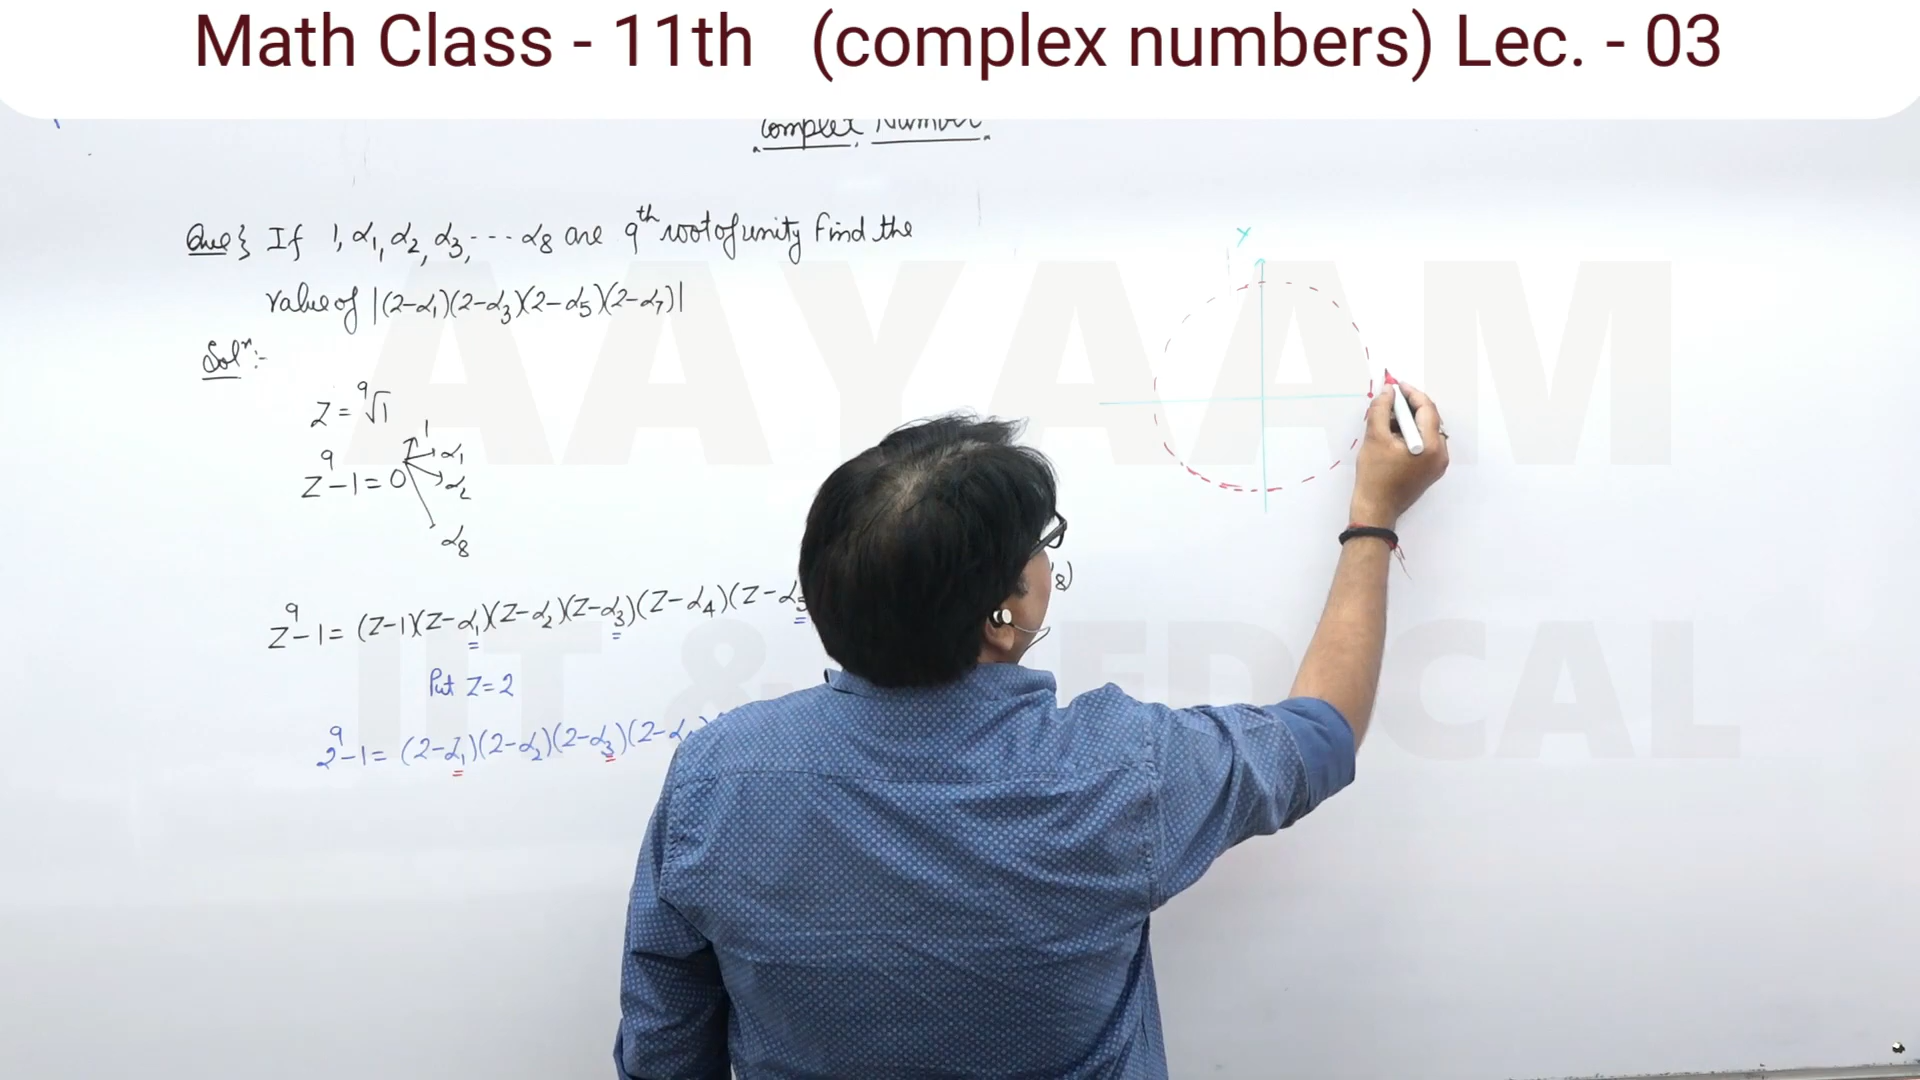 Math Class - 11th (complex numbers) Lec. - 03
Complex Number
Que} If 1, α₁, α₂, α₃, --- α₈ are 9ᵗʰ root of unity find the
value of |(2-α₁)(2-α₃)(2-α₅)(2-α₇)|
Solⁿ:-
Z = ⁹√1
Z⁹-1=0
1
α₁
α₂
α₈
Z⁹-1= (Z-1)(Z-α₁)(Z-α₂)(Z-α₃)(Z-α₄)(Z-α₅ ₈)
Put Z=2
2⁹-1= (2-α₁)(2-α₂)(2-α₃)(2-α
Y
AAYAAM
IIT & MEDICAL